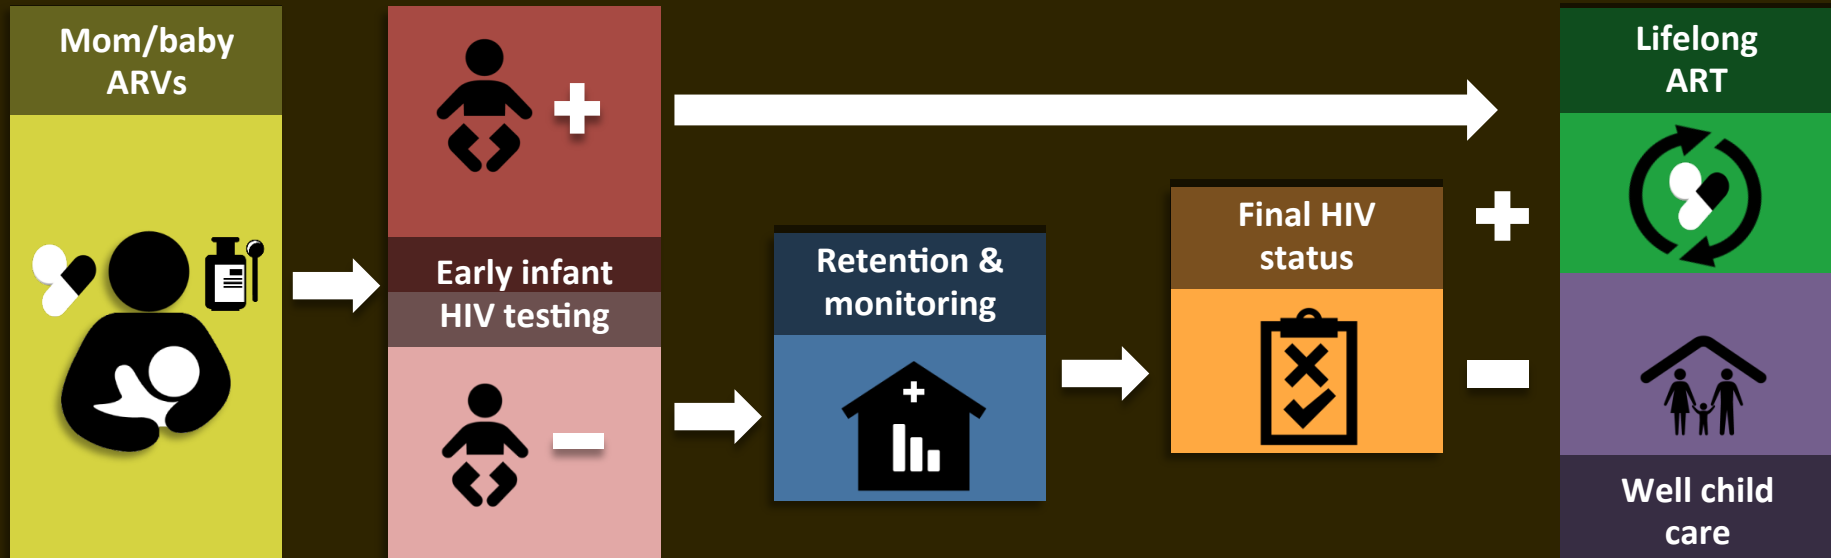 Mom/baby
ARVs
Early infant
HIV testing
Retention &
monitoring
Final HIV
status
Lifelong
ART
Well child
care